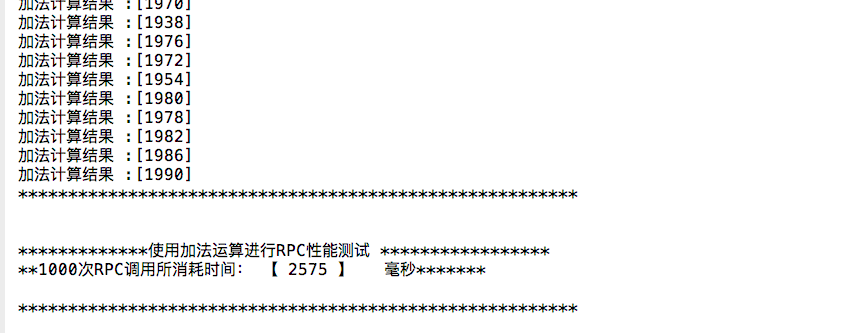 加法计算结果 :[1970]
加法计算结果 :[1938]
加法计算结果 :[1976]
加法计算结果 :[1972]
加法计算结果 :[1954]
加法计算结果 :[1980]
加法计算结果 :[1978]
加法计算结果 :[1982]
加法计算结果 :[1986]
加法计算结果 :[1990]
********************************************************
*************使用加法运算进行RPC性能测试 *****************
**1000次RPC调用所消耗时间： 【 2575 】 毫秒*******
********************************************************